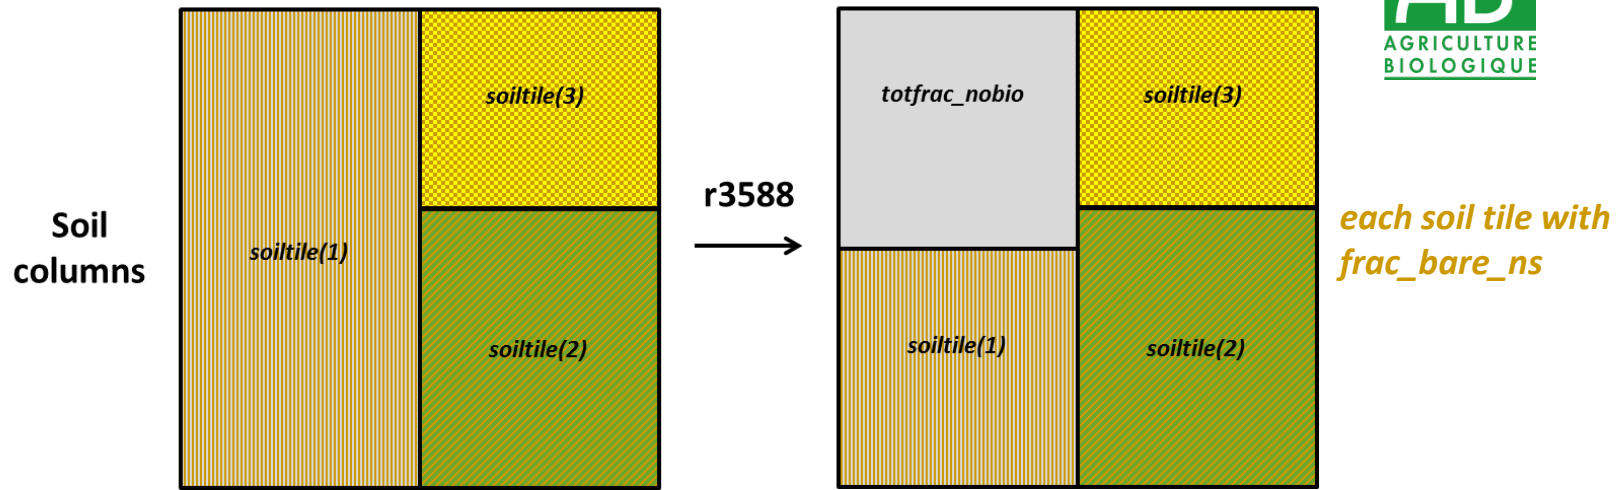 Soil
columns
soiltile(1)
soiltile(3)
soiltile(2)
r3588
totfrac_nobio
soiltile(1)
soiltile(3)
soiltile(2)
AB
AGRICULTURE
BIOLOGIQUE
each soil tile with
frac_bare_ns